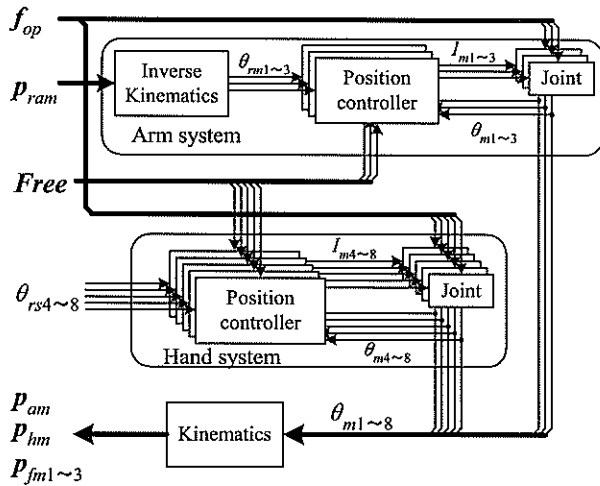 f_op
p_ram
Inverse Kinematics
θ_rm1~3
Position controller
I_m1~3
Joint
θ_m1~3
Arm system
Free
I_m4~8
θ_rs4~8
Position controller
Joint
θ_m4~8
Hand system
p_am
p_hm
p_fm1~3
Kinematics
θ_m1~8